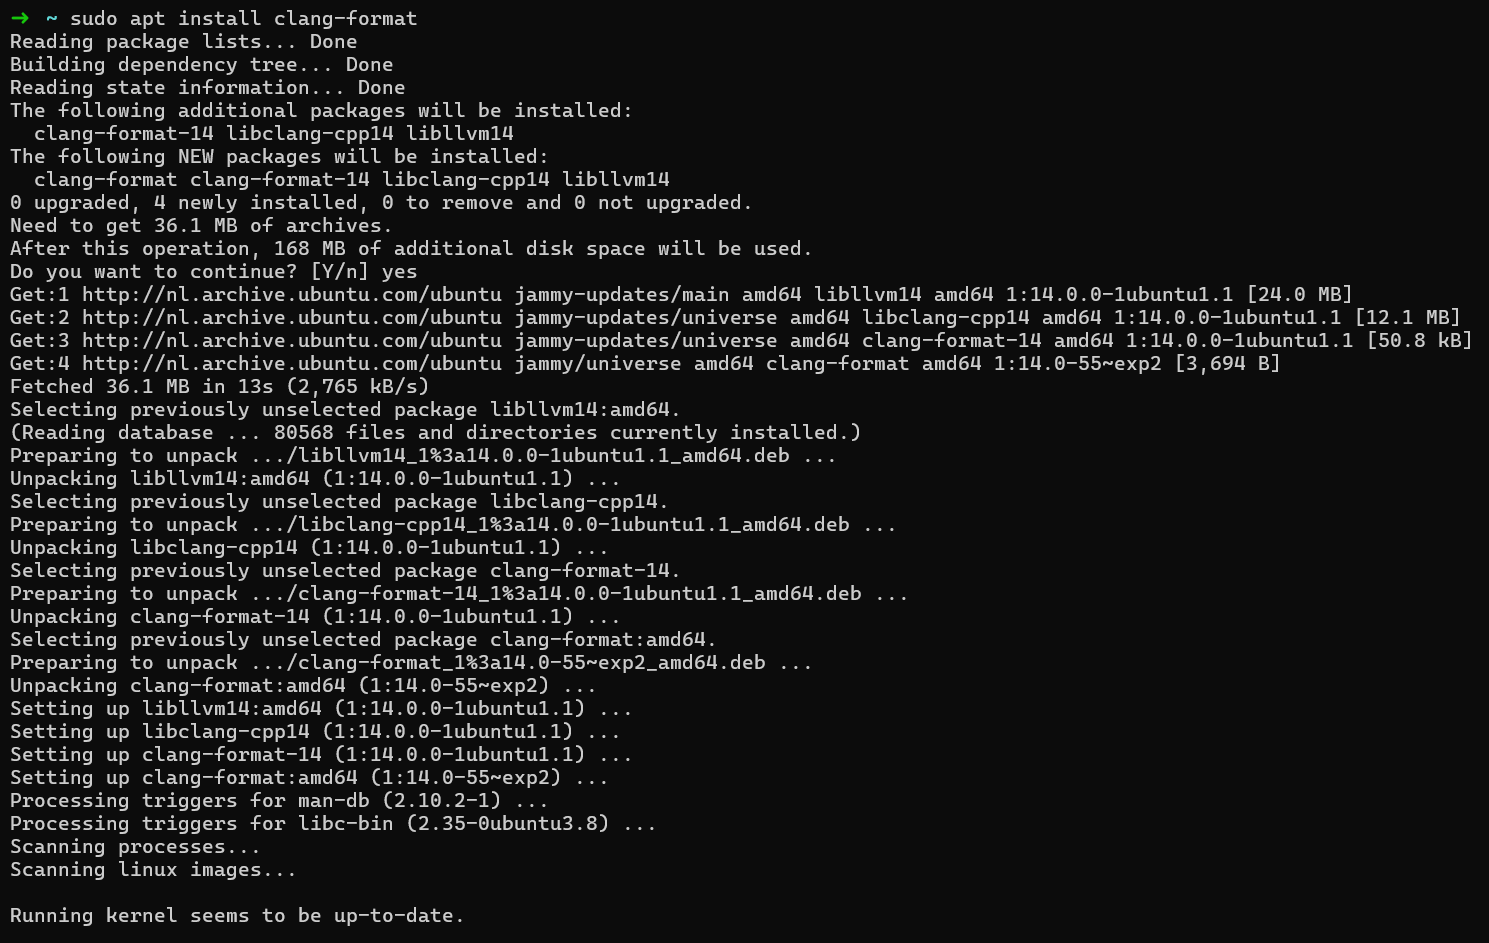 ➜  ~ sudo apt install clang-format
Reading package lists... Done
Building dependency tree... Done
Reading state information... Done
The following additional packages will be installed:
  clang-format-14 libclang-cpp14 libllvm14
The following NEW packages will be installed:
  clang-format clang-format-14 libclang-cpp14 libllvm14
0 upgraded, 4 newly installed, 0 to remove and 0 not upgraded.
Need to get 36.1 MB of archives.
After this operation, 168 MB of additional disk space will be used.
Do you want to continue? [Y/n] yes
Get:1 http://nl.archive.ubuntu.com/ubuntu jammy-updates/main amd64 libllvm14 amd64 1:14.0.0-1ubuntu1.1 [24.0 MB]
Get:2 http://nl.archive.ubuntu.com/ubuntu jammy-updates/universe amd64 libclang-cpp14 amd64 1:14.0.0-1ubuntu1.1 [12.1 MB]
Get:3 http://nl.archive.ubuntu.com/ubuntu jammy-updates/universe amd64 clang-format-14 amd64 1:14.0.0-1ubuntu1.1 [50.8 kB]
Get:4 http://nl.archive.ubuntu.com/ubuntu jammy/universe amd64 clang-format amd64 1:14.0-55~exp2 [3,694 B]
Fetched 36.1 MB in 13s (2,765 kB/s)
Selecting previously unselected package libllvm14:amd64.
(Reading database ... 80568 files and directories currently installed.)
Preparing to unpack .../libllvm14_1%3a14.0.0-1ubuntu1.1_amd64.deb ...
Unpacking libllvm14:amd64 (1:14.0.0-1ubuntu1.1) ...
Selecting previously unselected package libclang-cpp14.
Preparing to unpack .../libclang-cpp14_1%3a14.0.0-1ubuntu1.1_amd64.deb ...
Unpacking libclang-cpp14 (1:14.0.0-1ubuntu1.1) ...
Selecting previously unselected package clang-format-14.
Preparing to unpack .../clang-format-14_1%3a14.0.0-1ubuntu1.1_amd64.deb ...
Unpacking clang-format-14 (1:14.0.0-1ubuntu1.1) ...
Selecting previously unselected package clang-format:amd64.
Preparing to unpack .../clang-format_1%3a14.0-55~exp2_amd64.deb ...
Unpacking clang-format:amd64 (1:14.0-55~exp2) ...
Setting up libllvm14:amd64 (1:14.0.0-1ubuntu1.1) ...
Setting up libclang-cpp14 (1:14.0.0-1ubuntu1.1) ...
Setting up clang-format-14 (1:14.0.0-1ubuntu1.1) ...
Setting up clang-format:amd64 (1:14.0-55~exp2) ...
Processing triggers for man-db (2.10.2-1) ...
Processing triggers for libc-bin (2.35-0ubuntu3.8) ...
Scanning processes...
Scanning linux images...

Running kernel seems to be up-to-date.